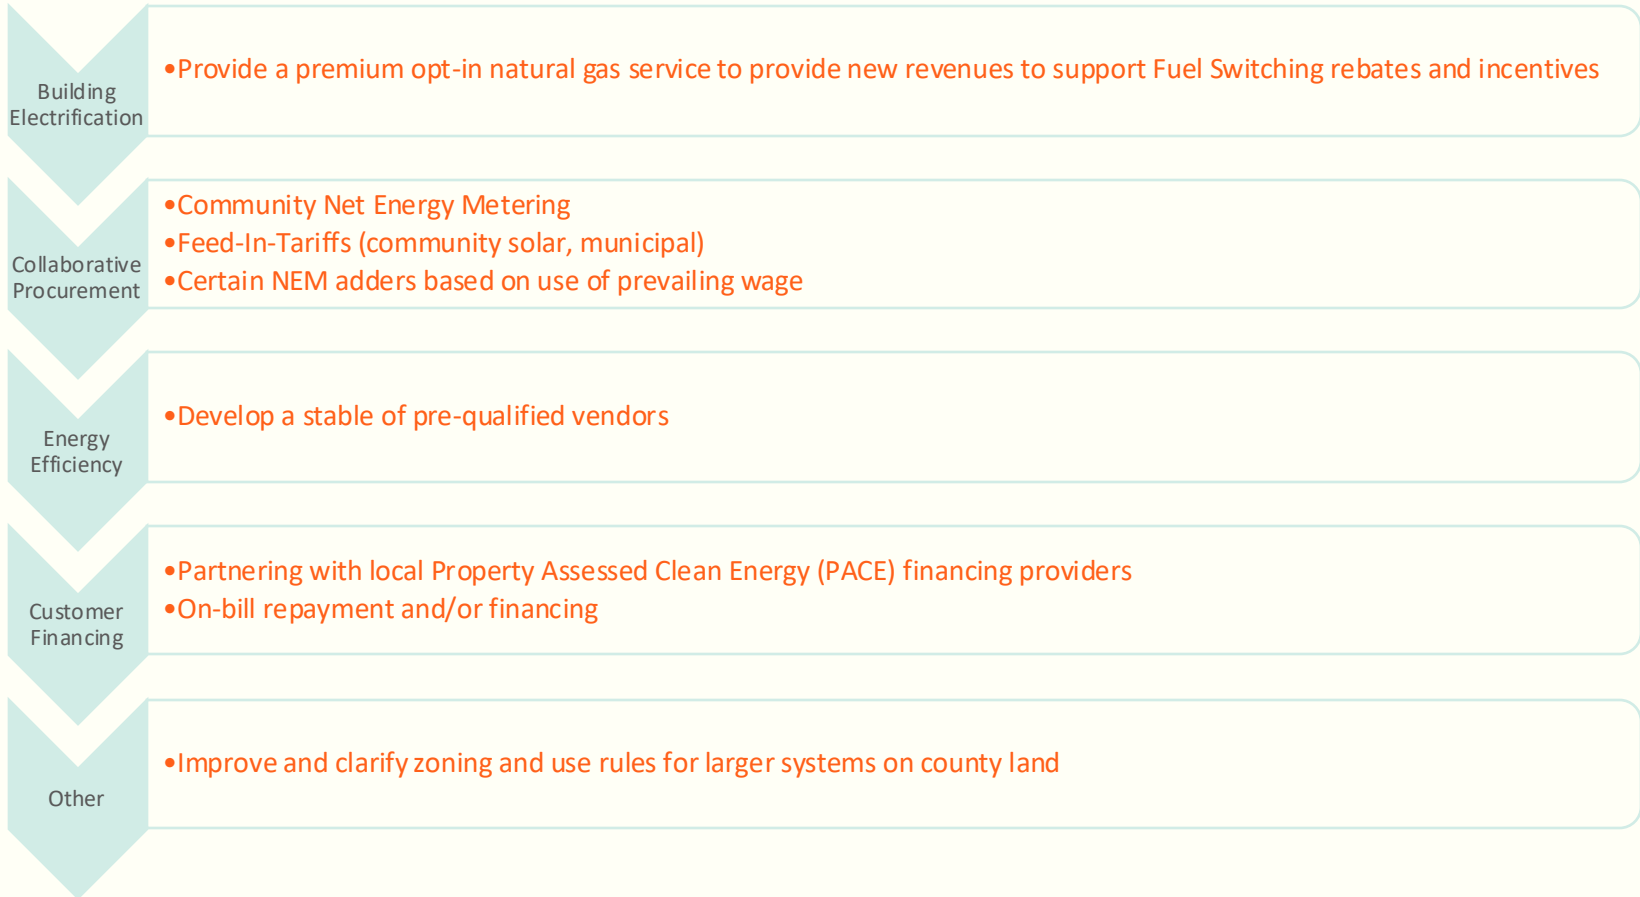 Building
Electrification
•Provide a premium opt-in natural gas service to provide new revenues to support Fuel Switching rebates and incentives
Collaborative
Procurement
•Community Net Energy Metering
•Feed-In-Tariffs (community solar, municipal)
•Certain NEM adders based on use of prevailing wage
Energy
Efficiency
•Develop a stable of pre-qualified vendors
Customer
Financing
•Partnering with local Property Assessed Clean Energy (PACE) financing providers
•On-bill repayment and/or financing
Other
•Improve and clarify zoning and use rules for larger systems on county land